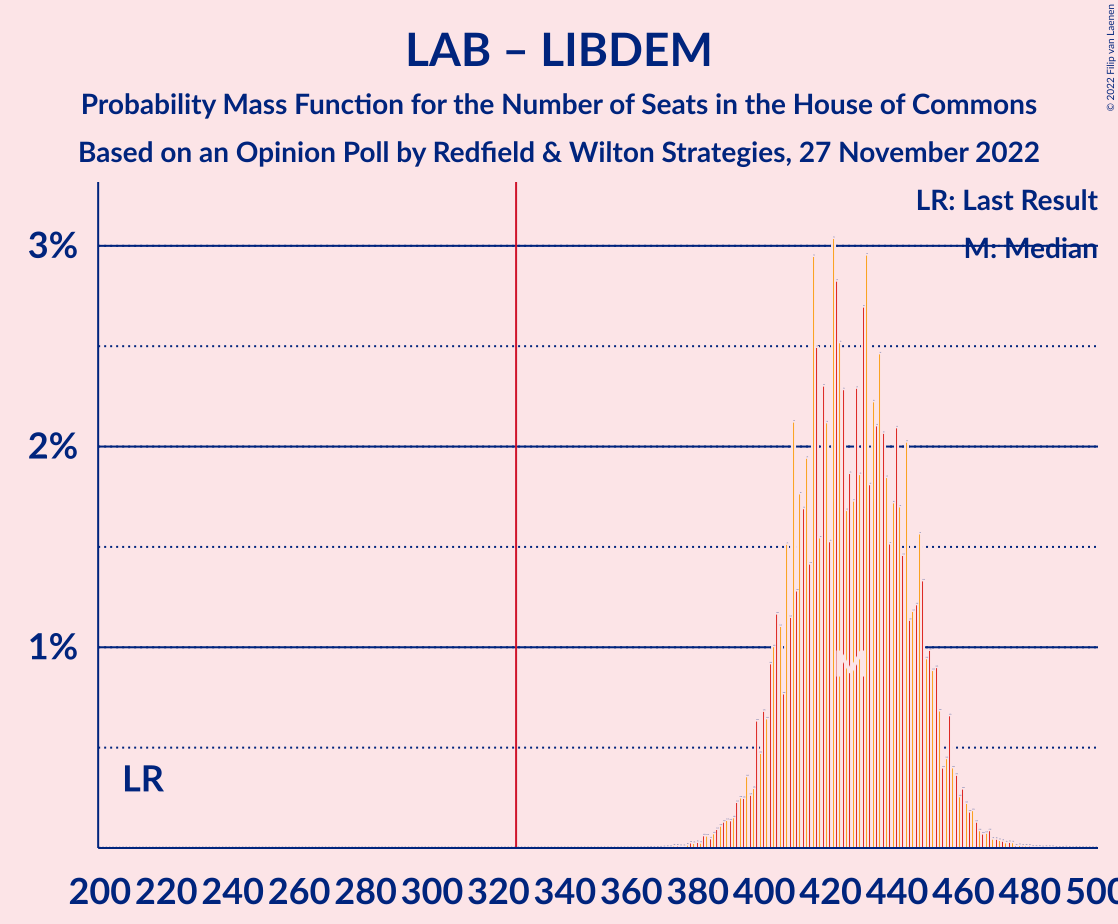 LAB – LIBDEM
Probability Mass Function for the Number of Seats in the House of Commons
Based on an Opinion Poll by Redfield & Wilton Strategies, 27 November 2022
© 2022 Filip van Laenen
LR: Last Result
M: Median
3%
2%
1%
LR
M
200 220 240 260 280 300 320 340 360 380 400 420 440 460 480 500